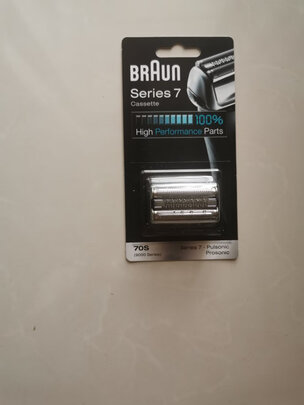 BRAUN
Series 7
Cassette
100%
High Performance Parts
70S
(9000 Series)
Series 7 Pulsonic
Prosonic